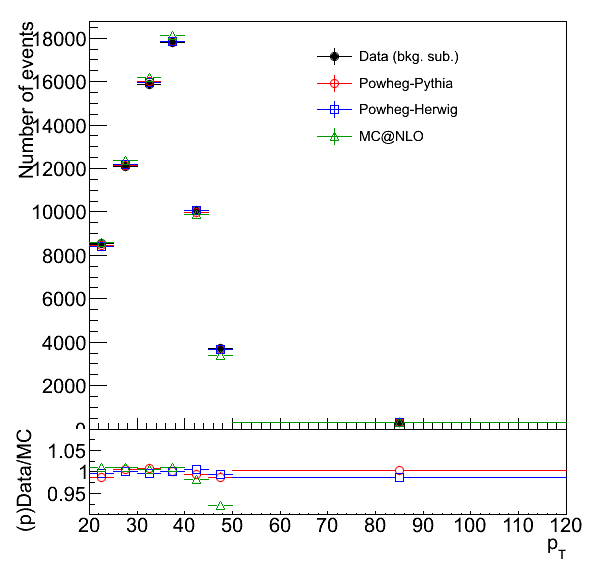 Number of events
18000
16000
14000
12000
10000
8000
6000
4000
2000
0
Data (bkg. sub.)
Powheg-Pythia
Powheg-Herwig
MC@NLO
(p)Data/MC
1.05
1
0.95
20 30 40 50 60 70 80 90 100 110 120
pT